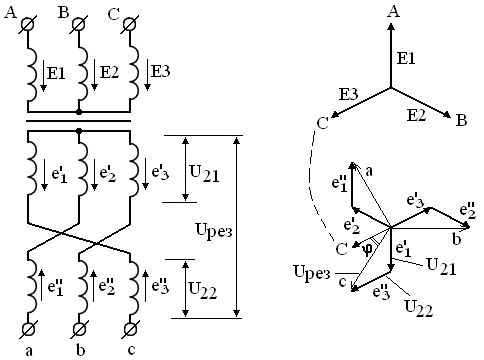 A B C
E1 E2 E3
e'1 e'2 e'3
U21
Uрез
e"1 e"2 e"3
U22
a b c
A
E1
E3
E2
C
B
a
e"1
e'3
e"2
e'2
b
C
φ
e'1
U21
Uрез
c
e"3
U22